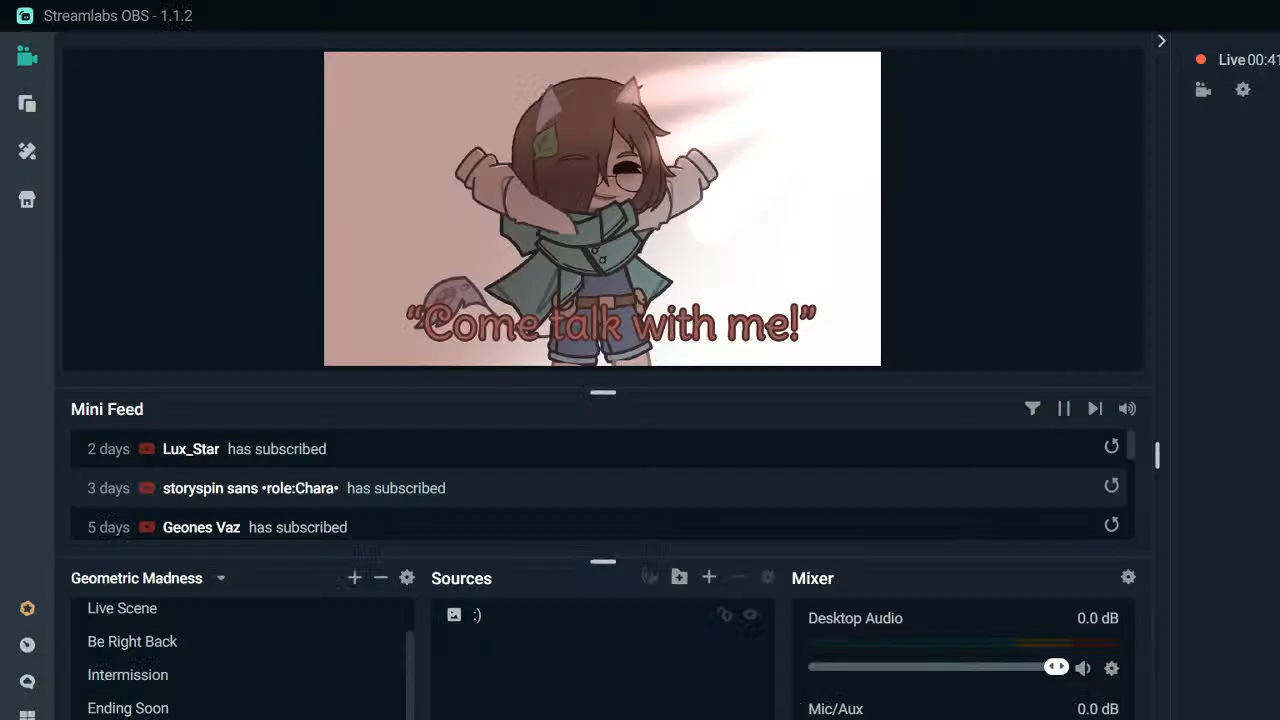 Streamlabs OBS - 1.1.2
Live 00:41
“Come talk with me!”
Mini Feed
2 days Lux_Star has subscribed
3 days storyspin sans •role:Chara• has subscribed
5 days Geones Vaz has subscribed
Geometric Madness
Sources
Mixer
Live Scene
:)
Desktop Audio 0.0 dB
Be Right Back
Intermission
Ending Soon
Mic/Aux 0.0 dB